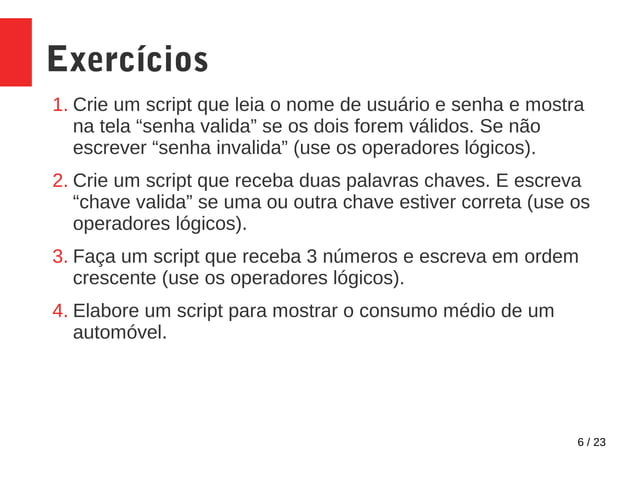 Exercícios
1. Crie um script que leia o nome de usuário e senha e mostra
na tela “senha valida” se os dois forem válidos. Se não
escrever “senha invalida” (use os operadores lógicos).
2. Crie um script que receba duas palavras chaves. E escreva
“chave valida” se uma ou outra chave estiver correta (use os
operadores lógicos).
3. Faça um script que receba 3 números e escreva em ordem
crescente (use os operadores lógicos).
4. Elabore um script para mostrar o consumo médio de um
automóvel.
6 / 23